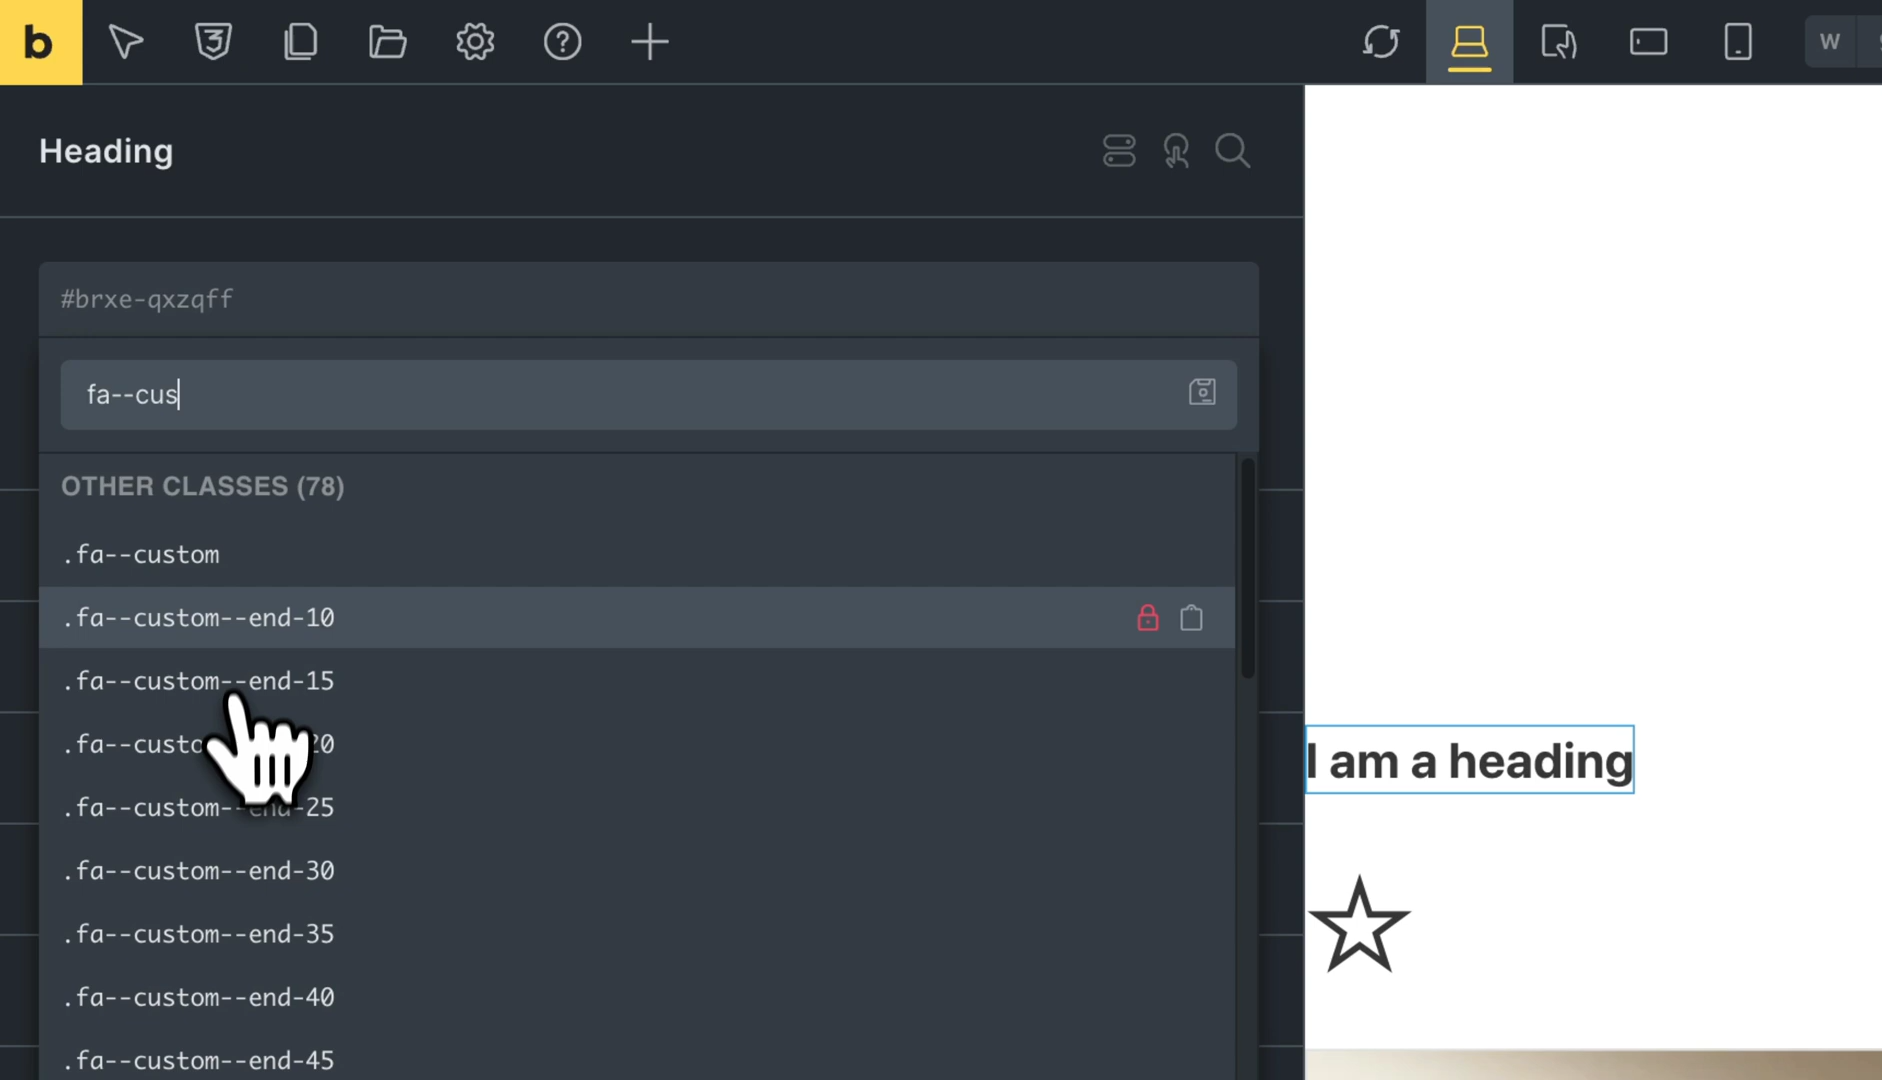 b
W
Heading
#brxe-qxzqff
fa--cus
OTHER CLASSES (78)
.fa--custom
.fa--custom--end-10
.fa--custom--end-15
.fa--custo 20
.fa--custom--end-25
.fa--custom--end-30
.fa--custom--end-35
.fa--custom--end-40
.fa--custom--end-45
I am a heading